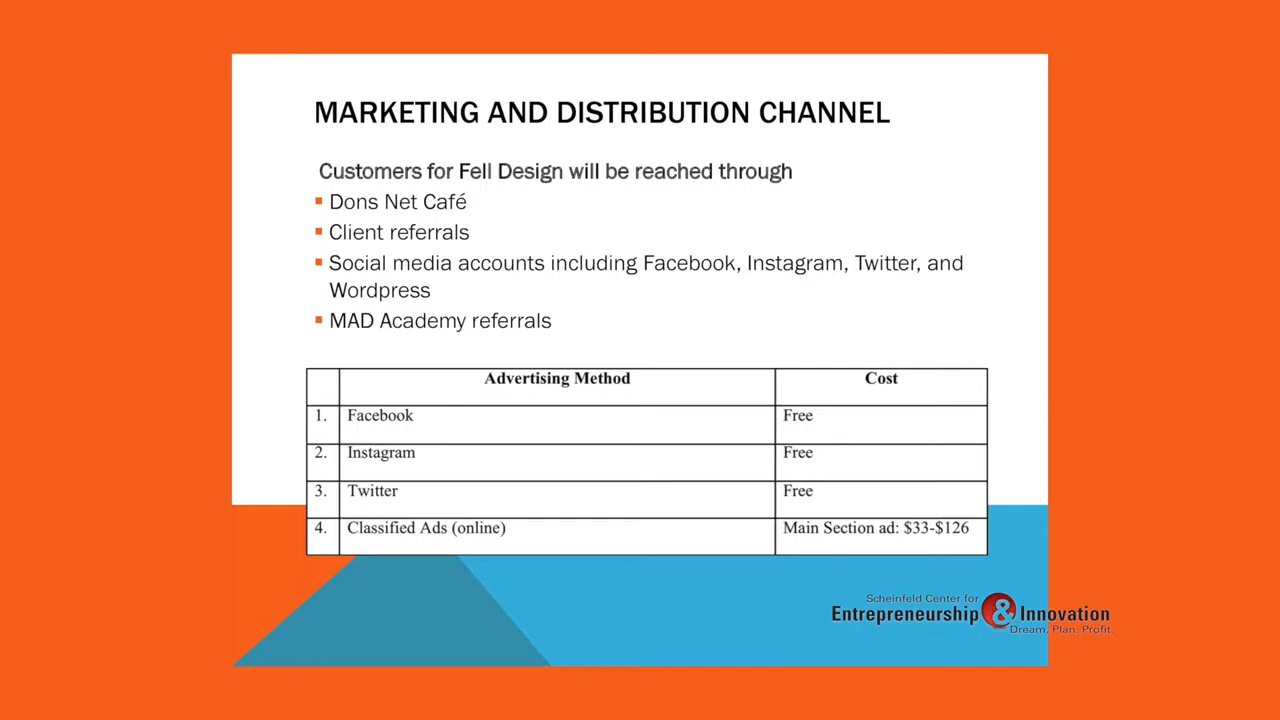 MARKETING AND DISTRIBUTION CHANNEL
Customers for Fell Design will be reached through
Dons Net Café
Client referrals
Social media accounts including Facebook, Instagram, Twitter, and
Wordpress
MAD Academy referrals
Advertising Method Cost
1. Facebook Free
2. Instagram Free
3. Twitter Free
4. Classified Ads (online) Main Section ad: $33-$126
Scheinfeld Center for
Entrepreneurship & Innovation
Dream. Plan. Profit.